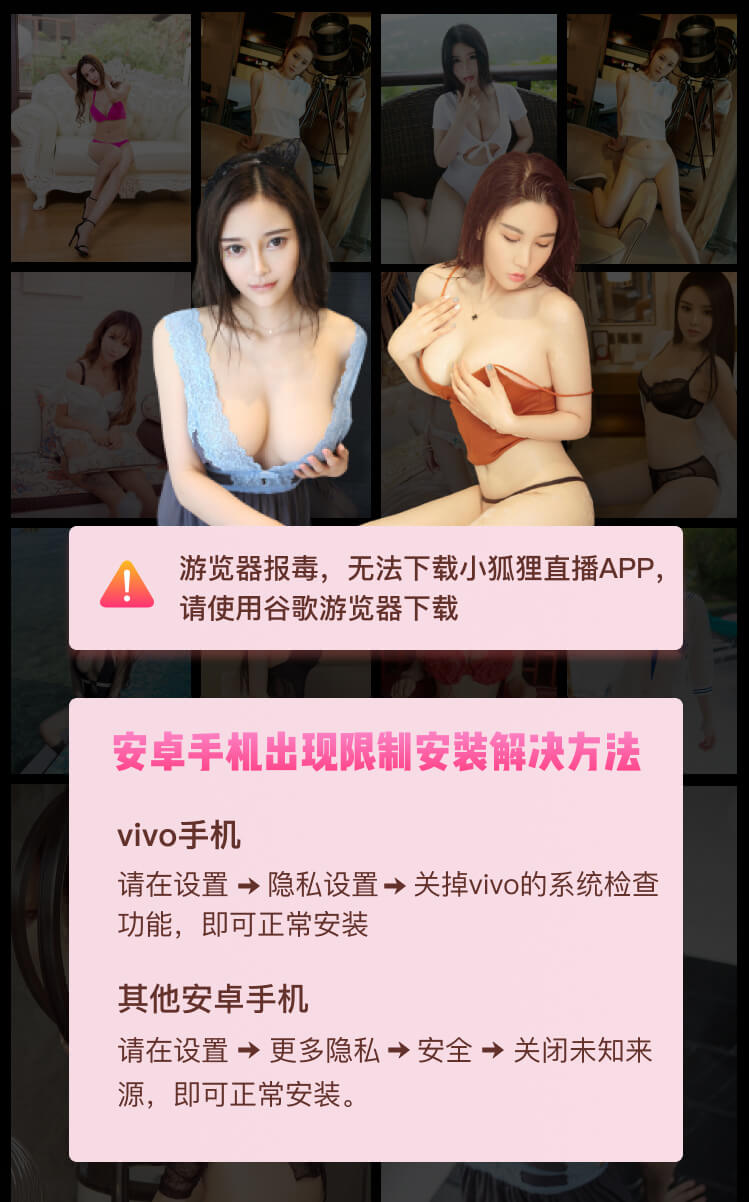 游览器报毒，无法下载小狐狸直播APP，
请使用谷歌游览器下载
安卓手机出现限制安装解决方法
vivo手机
请在设置 ➔ 隐私设置 ➔ 关掉vivo的系统检查
功能，即可正常安装
其他安卓手机
请在设置 ➔ 更多隐私 ➔ 安全 ➔ 关闭未知来
源，即可正常安装。